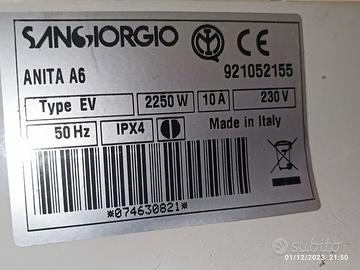 SANGIORGIO
CE
ANITA A6 921052155
Type EV 2250 W 10 A 230 V
50 Hz IPX4 Made in Italy
*074630821*
subito
01/12/2023 21:50